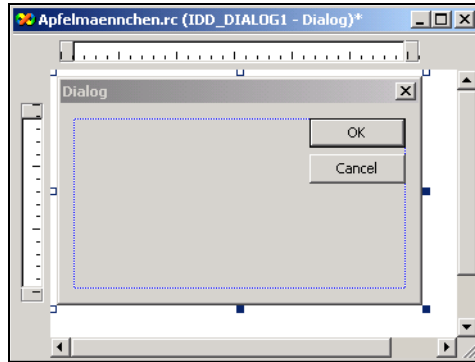 Apfelmaennchen.rc (IDD_DIALOG1 - Dialog)*
Dialog
OK
Cancel